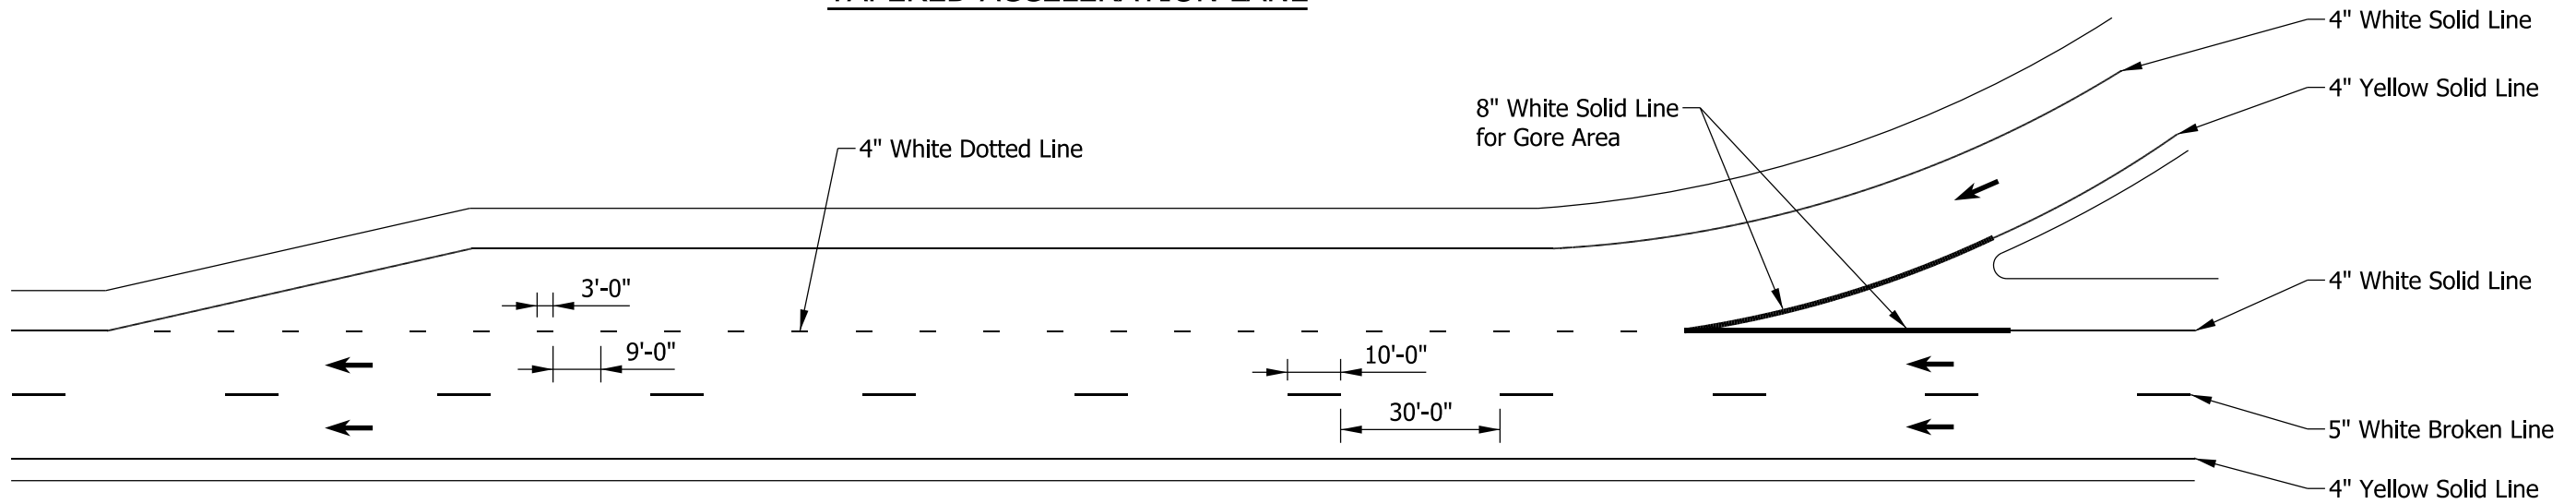 4" White Solid Line
4" Yellow Solid Line
8" White Solid Line
for Gore Area
4" White Dotted Line
3'-0"
4" White Solid Line
9'-0"
10'-0"
30'-0"
5" White Broken Line
4" Yellow Solid Line